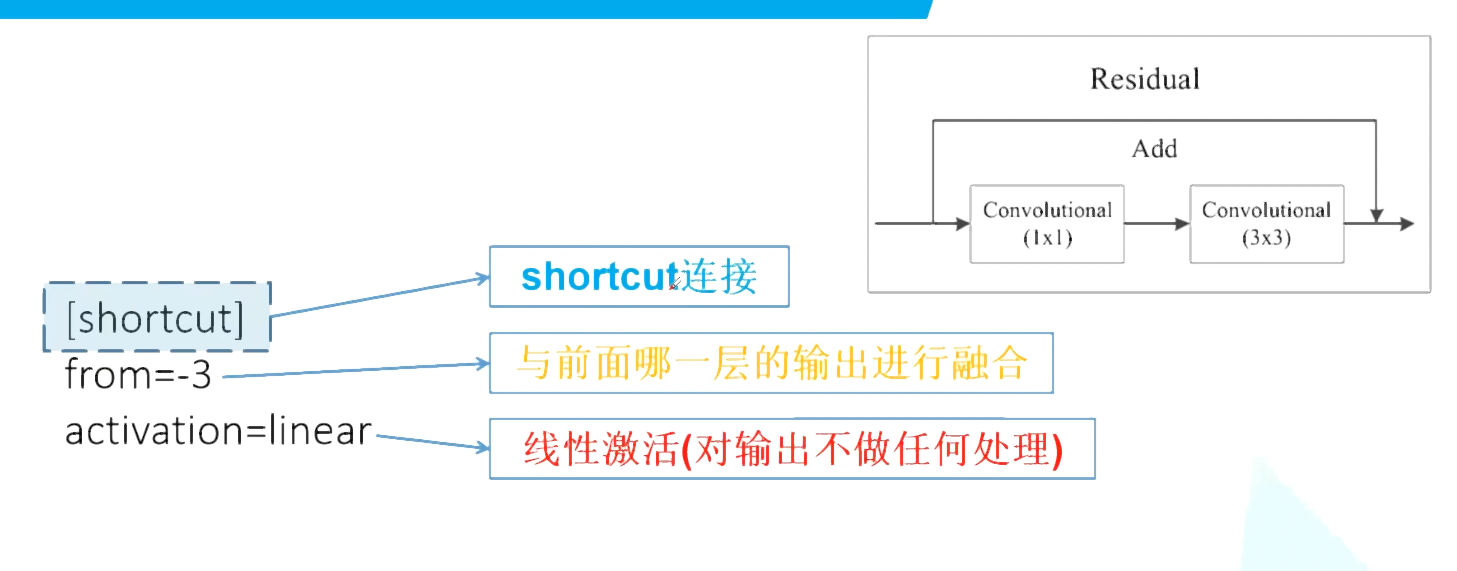 Residual
Add
Convolutional
(1x1)
Convolutional
(3x3)
shortcut连接
[shortcut]
与前面哪一层的输出进行融合
from=-3
activation=linear
线性激活(对输出不做任何处理)